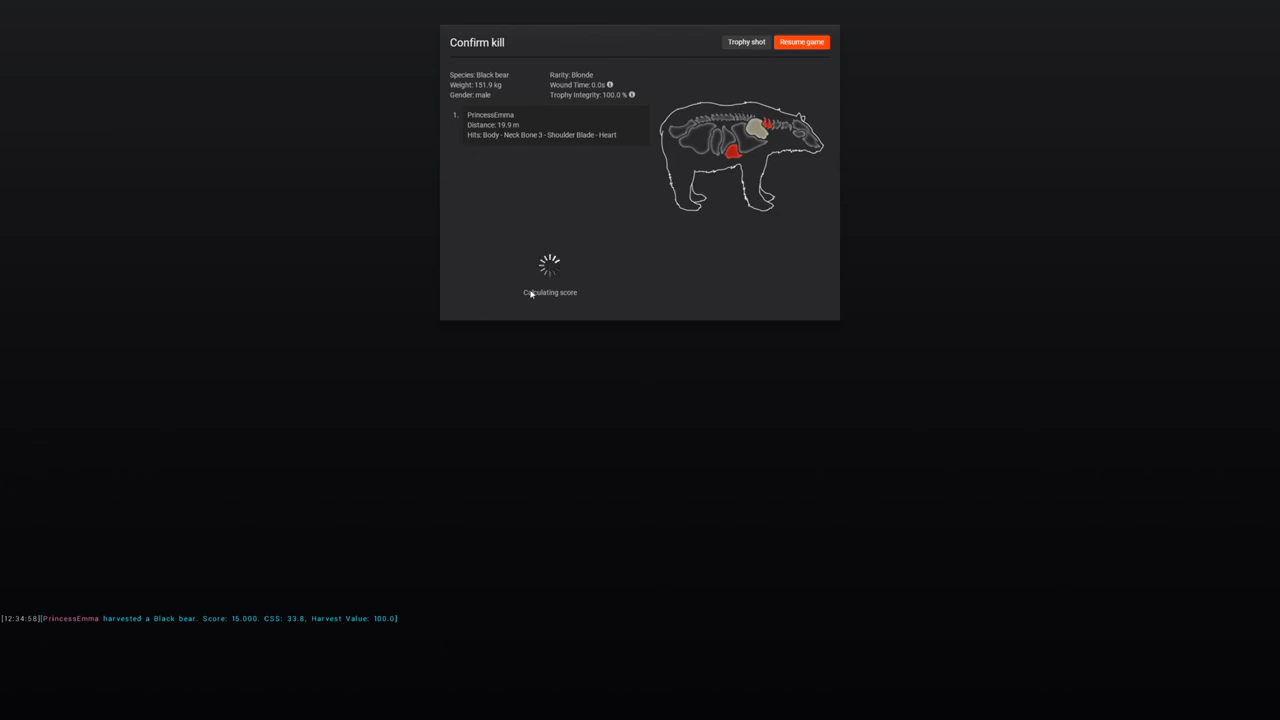 Confirm kill
Trophy shot
Resume game
Species: Black bear
Weight: 151.9 kg
Gender: male
Rarity: Blonde
Wound Time: 0.0s
Trophy Integrity: 100.0 %
1.
PrincessEmma
Distance: 19.9 m
Hits: Body - Neck Bone 3 - Shoulder Blade - Heart
Calculating score
[12:34:58][PrincessEmma harvested a Black bear. Score: 15.000. CSS: 33.8, Harvest Value: 100.0]